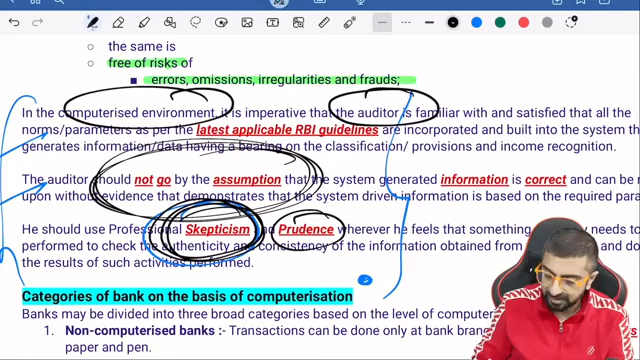 the same is
free of risks of
errors, omissions, irregularities and frauds;
In the computerised environment, it is imperative that the auditor is familiar with and satisfied that all the
norms/parameters as per the latest applicable RBI guidelines are incorporated and built into the system th
generates information/data having a bearing on the classification/ provisions and income recognition.
The auditor should not go by the assumption that the system generated information is correct and can be r
upon without evidence that demonstrates that the system driven information is based on the required para
He should use Professional Skepticism and Prudence wherever he feels that something needs to
performed to check the authenticity and consistency of the information obtained from and do
the results of such activities performed.
Categories of bank on the basis of computerisation
Banks may be divided into three broad categories based on the level of computer
1. Non-computerised banks :- Transactions can be done only at bank bran s
paper and pen.